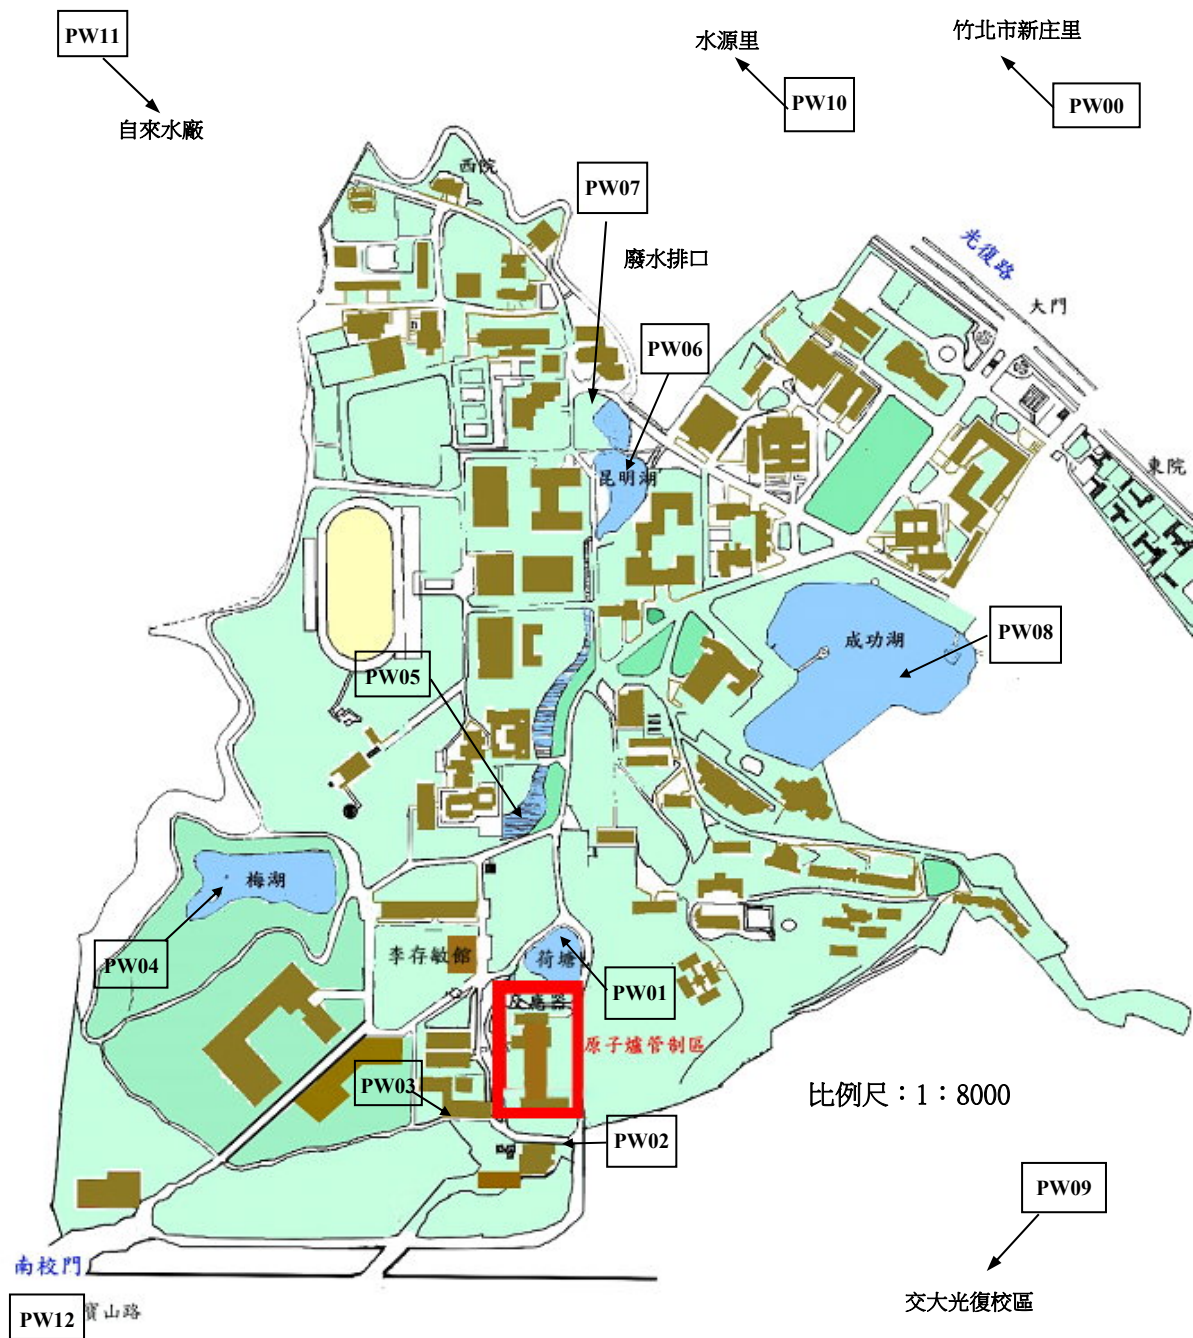 PW11
自來水廠
水源里
PW10
竹北市新庄里
PW00
西院
PW07
廢水排口
光復路
大門
PW06
東院
昆明湖
成功湖
PW08
PW05
梅湖
PW04
李存敏館
荷塘
PW01
反應器
原子爐管制區
PW03
比例尺：1：8000
PW02
PW09
南校門
交大光復校區
PW12
寶山路